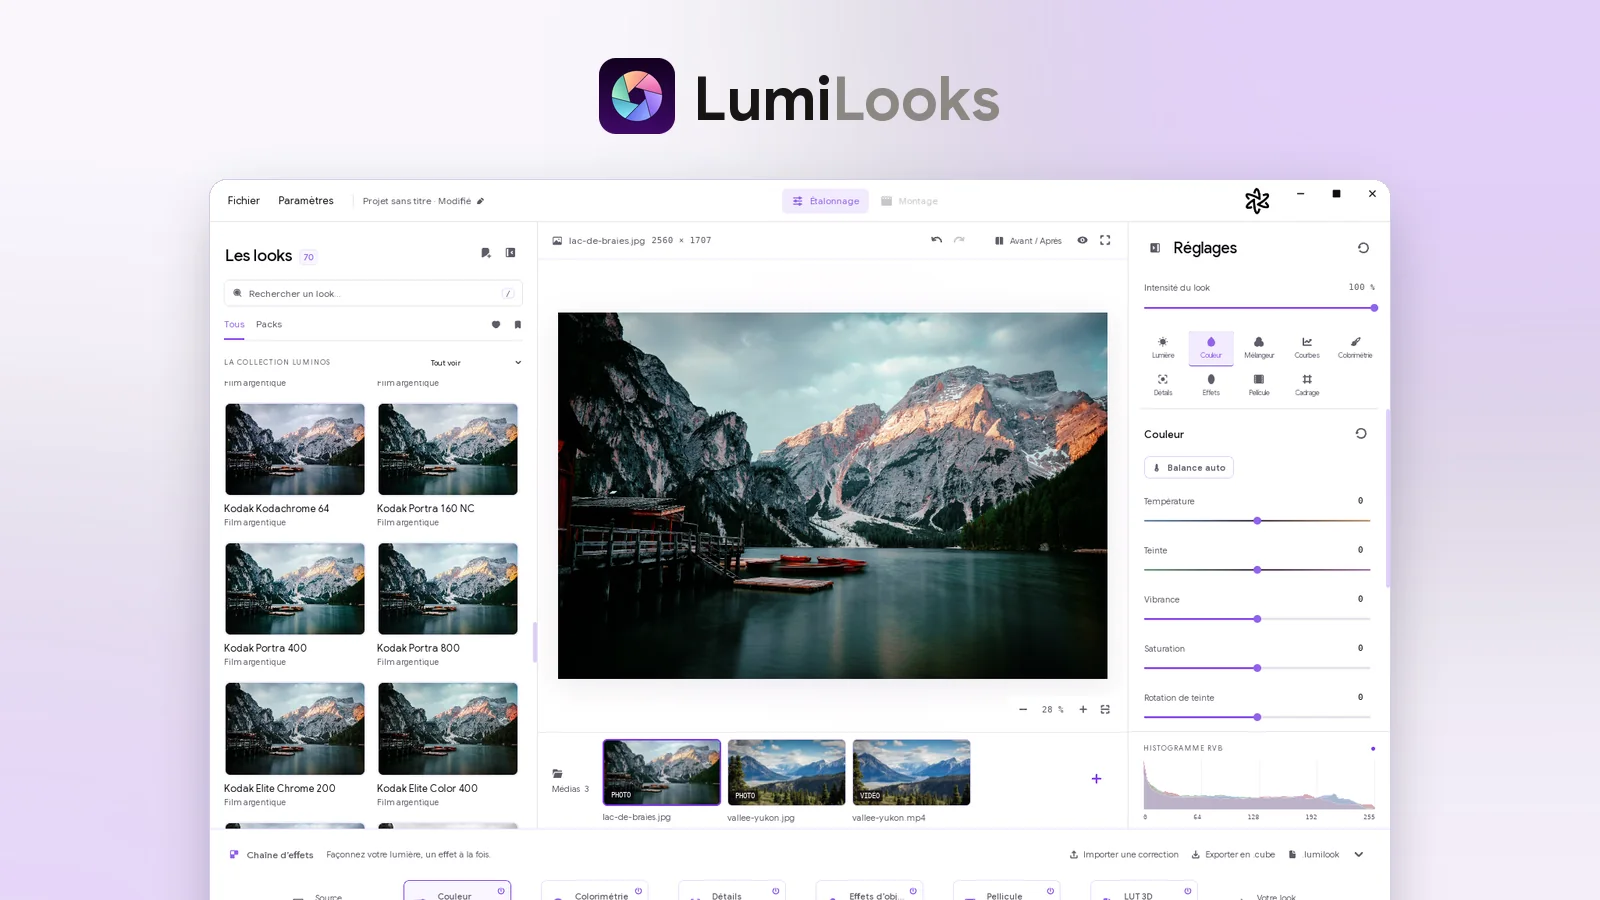 LumiLooks
Fichier Paramètres Projet sans titre · Modifié Étalonnage Montage
Les looks 70
Rechercher un look… /
Tous Packs
LA COLLECTION LUMINOS Tout voir
Film argentique Film argentique
Kodak Kodachrome 64 Kodak Portra 160 NC
Film argentique Film argentique
Kodak Portra 400 Kodak Portra 800
Film argentique Film argentique
Kodak Elite Chrome 200 Kodak Elite Color 400
Film argentique Film argentique
lac-de-braies.jpg 2560 × 1707 Avant / Après
28 %
Médias 3
PHOTO PHOTO VIDÉO
lac-de-braies.jpg vallee-yukon.jpg vallee-yukon.mp4
Réglages
Intensité du look 100 %
Lumière Couleur Mélangeur Courbes Colorimétrie
Détails Effets Pellicule Cadrage
Couleur
Balance auto
Température 0
Teinte 0
Vibrance 0
Saturation 0
Rotation de teinte 0
HISTOGRAMME RVB
0 64 128 192 255
Chaîne d'effets Façonnez votre lumière, un effet à la fois. Importer une correction Exporter en .cube .lumilook
Source Couleur Colorimétrie Détails Effets d'obj… Pellicule LUT 3D Votre look